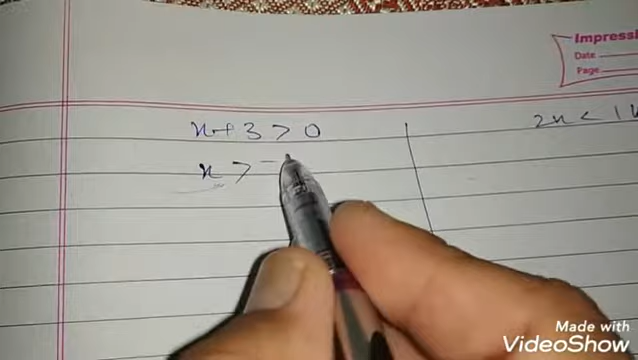 Impressi
Date
Page
x + 3 > 0
2x < 1
x > -
Made with
VideoShow